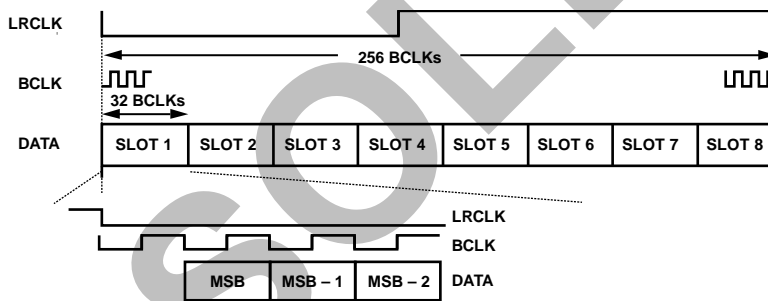 LRCLK
256 BCLKs
BCLK
32 BCLKs
DATA SLOT 1 SLOT 2 SLOT 3 SLOT 4 SLOT 5 SLOT 6 SLOT 7 SLOT 8
LRCLK
BCLK
MSB MSB – 1 MSB – 2 DATA